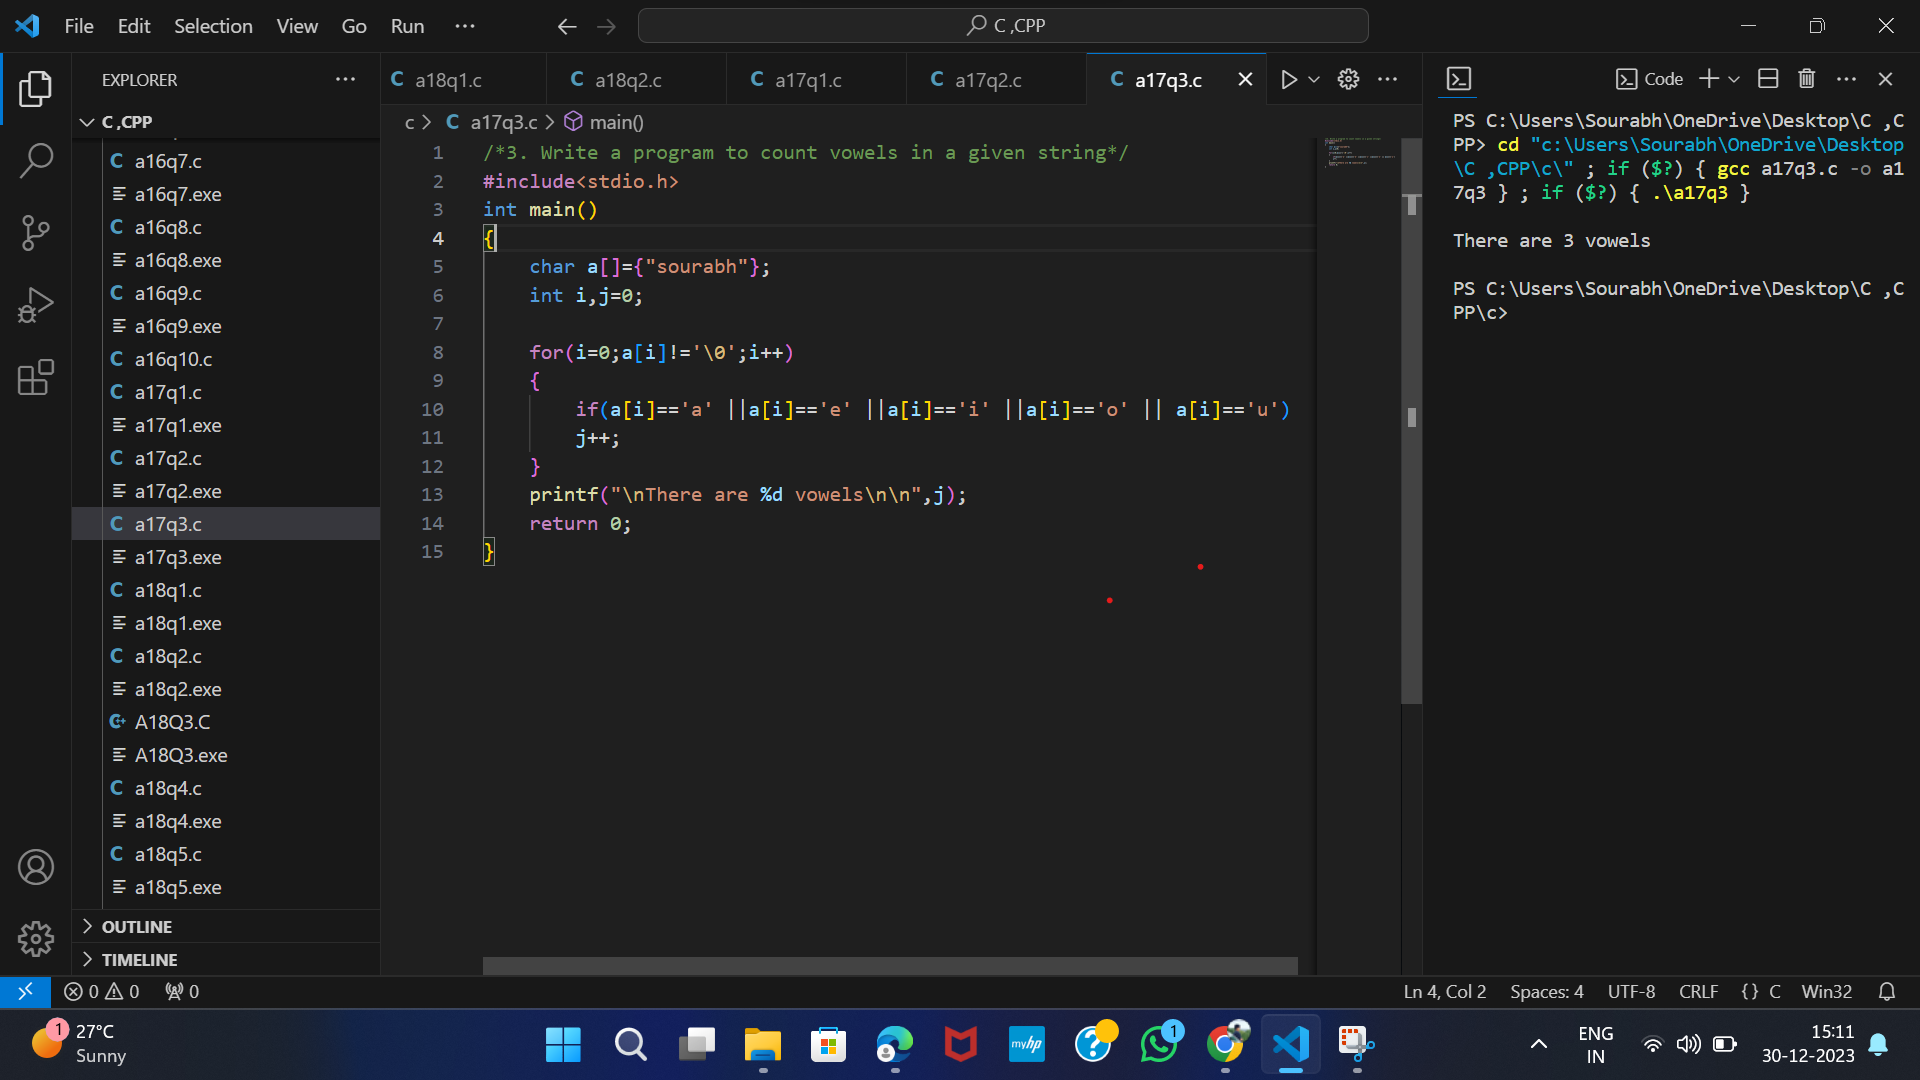 File Edit Selection View Go Run ··· C ,CPP
EXPLORER
C ,CPP
a16q7.c
a16q7.exe
a16q8.c
a16q8.exe
a16q9.c
a16q9.exe
a16q10.c
a17q1.c
a17q1.exe
a17q2.c
a17q2.exe
a17q3.c
a17q3.exe
a18q1.c
a18q1.exe
a18q2.c
a18q2.exe
A18Q3.C
A18Q3.exe
a18q4.c
a18q4.exe
a18q5.c
a18q5.exe
OUTLINE
TIMELINE
a18q1.c a18q2.c a17q1.c a17q2.c a17q3.c
c > C a17q3.c > main()
1 /*3. Write a program to count vowels in a given string*/
2 #include<stdio.h>
3 int main()
4 {
5 char a[]={"sourabh"};
6 int i,j=0;
7
8 for(i=0;a[i]!='\0';i++)
9 {
10 if(a[i]=='a' ||a[i]=='e' ||a[i]=='i' ||a[i]=='o' || a[i]=='u')
11 j++;
12 }
13 printf("\nThere are %d vowels\n\n",j);
14 return 0;
15 }
Code
PS C:\Users\Sourabh\OneDrive\Desktop\C ,C
PP> cd "c:\Users\Sourabh\OneDrive\Desktop
\C ,CPP\c\" ; if ($?) { gcc a17q3.c -o a1
7q3 } ; if ($?) { .\a17q3 }
There are 3 vowels
PS C:\Users\Sourabh\OneDrive\Desktop\C ,C
PP\c>
0 0 0 Ln 4, Col 2 Spaces: 4 UTF-8 CRLF {} C Win32
1 27°C
Sunny
myhp
?
1
ENG
IN
15:11
30-12-2023